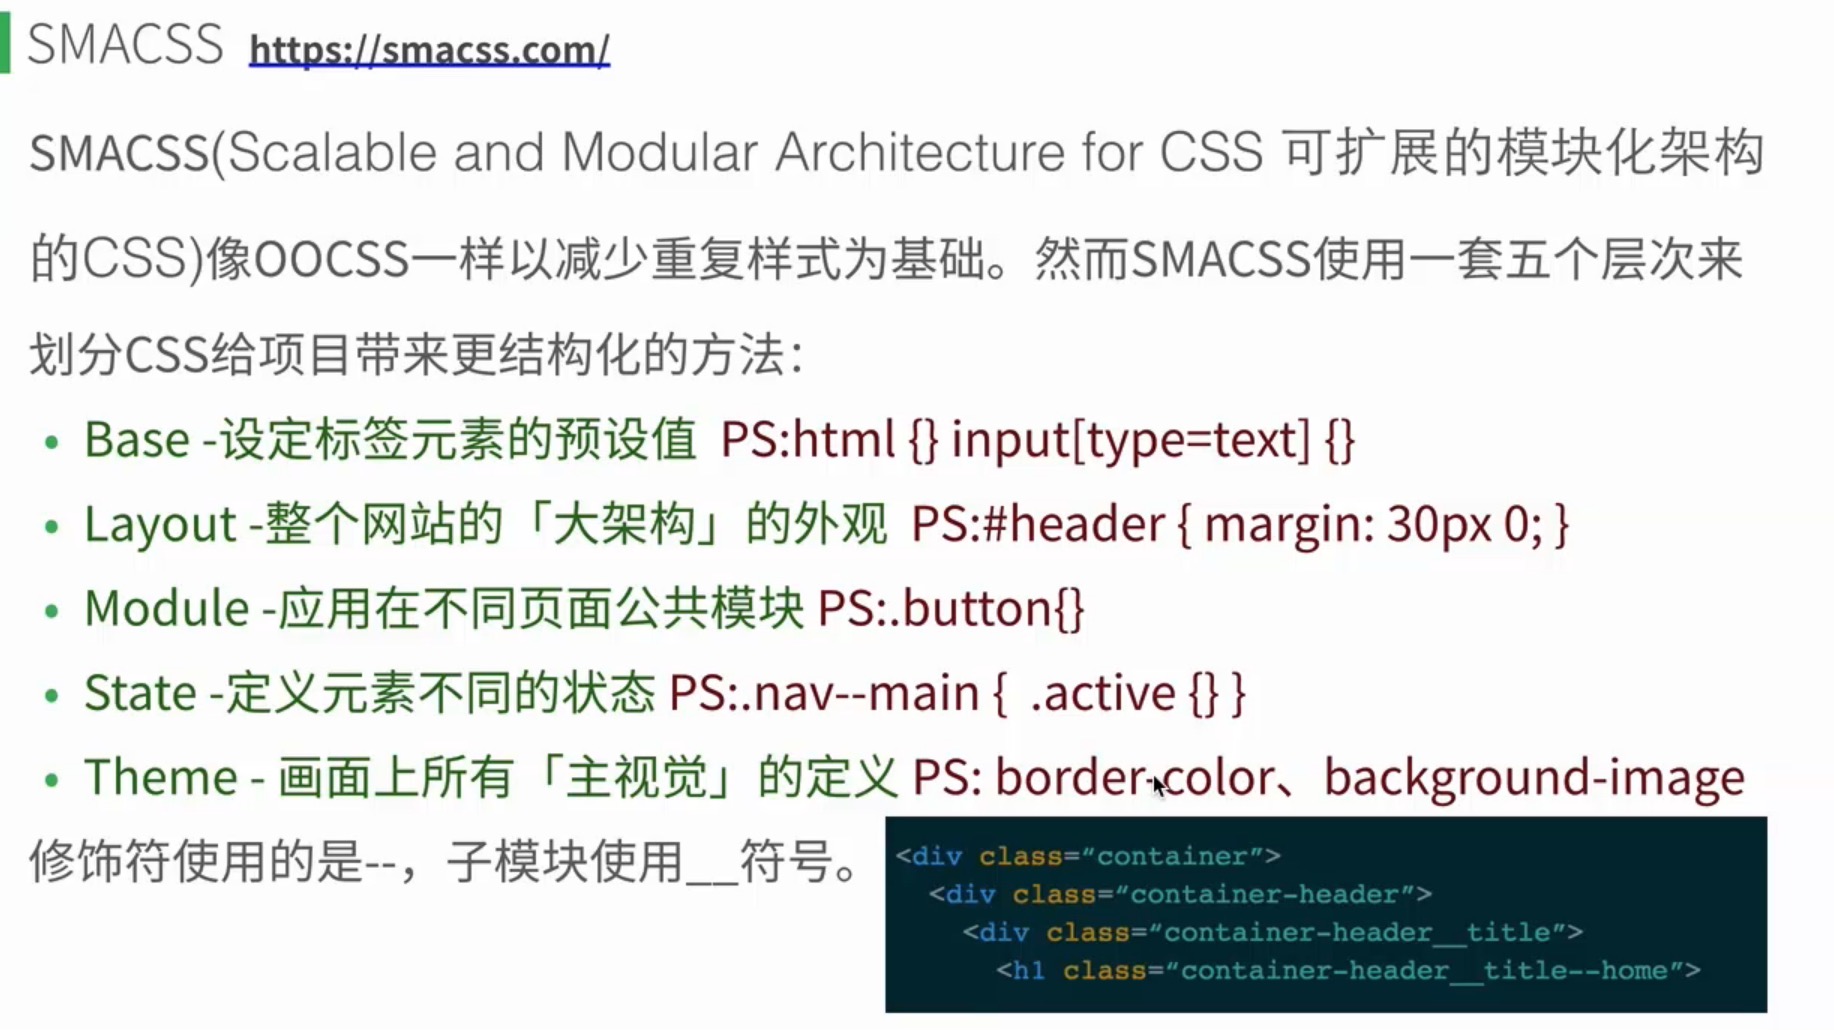 SMACSS https://smacss.com/
SMACSS(Scalable and Modular Architecture for CSS 可扩展的模块化架构
的CSS)像OOCSS一样以减少重复样式为基础。然而SMACSS使用一套五个层次来
划分CSS给项目带来更结构化的方法：
• Base -设定标签元素的预设值 PS:html {} input[type=text] {}
• Layout -整个网站的「大架构」的外观 PS:#header { margin: 30px 0; }
• Module -应用在不同页面公共模块 PS:.button{}
• State -定义元素不同的状态 PS:.nav--main { .active {} }
• Theme - 画面上所有「主视觉」的定义 PS: border-color、background-image
修饰符使用的是--，子模块使用__符号。
<div class=“container”>
<div class=“container-header”>
<div class=“container-header__title”>
<h1 class=“container-header__title--home”>